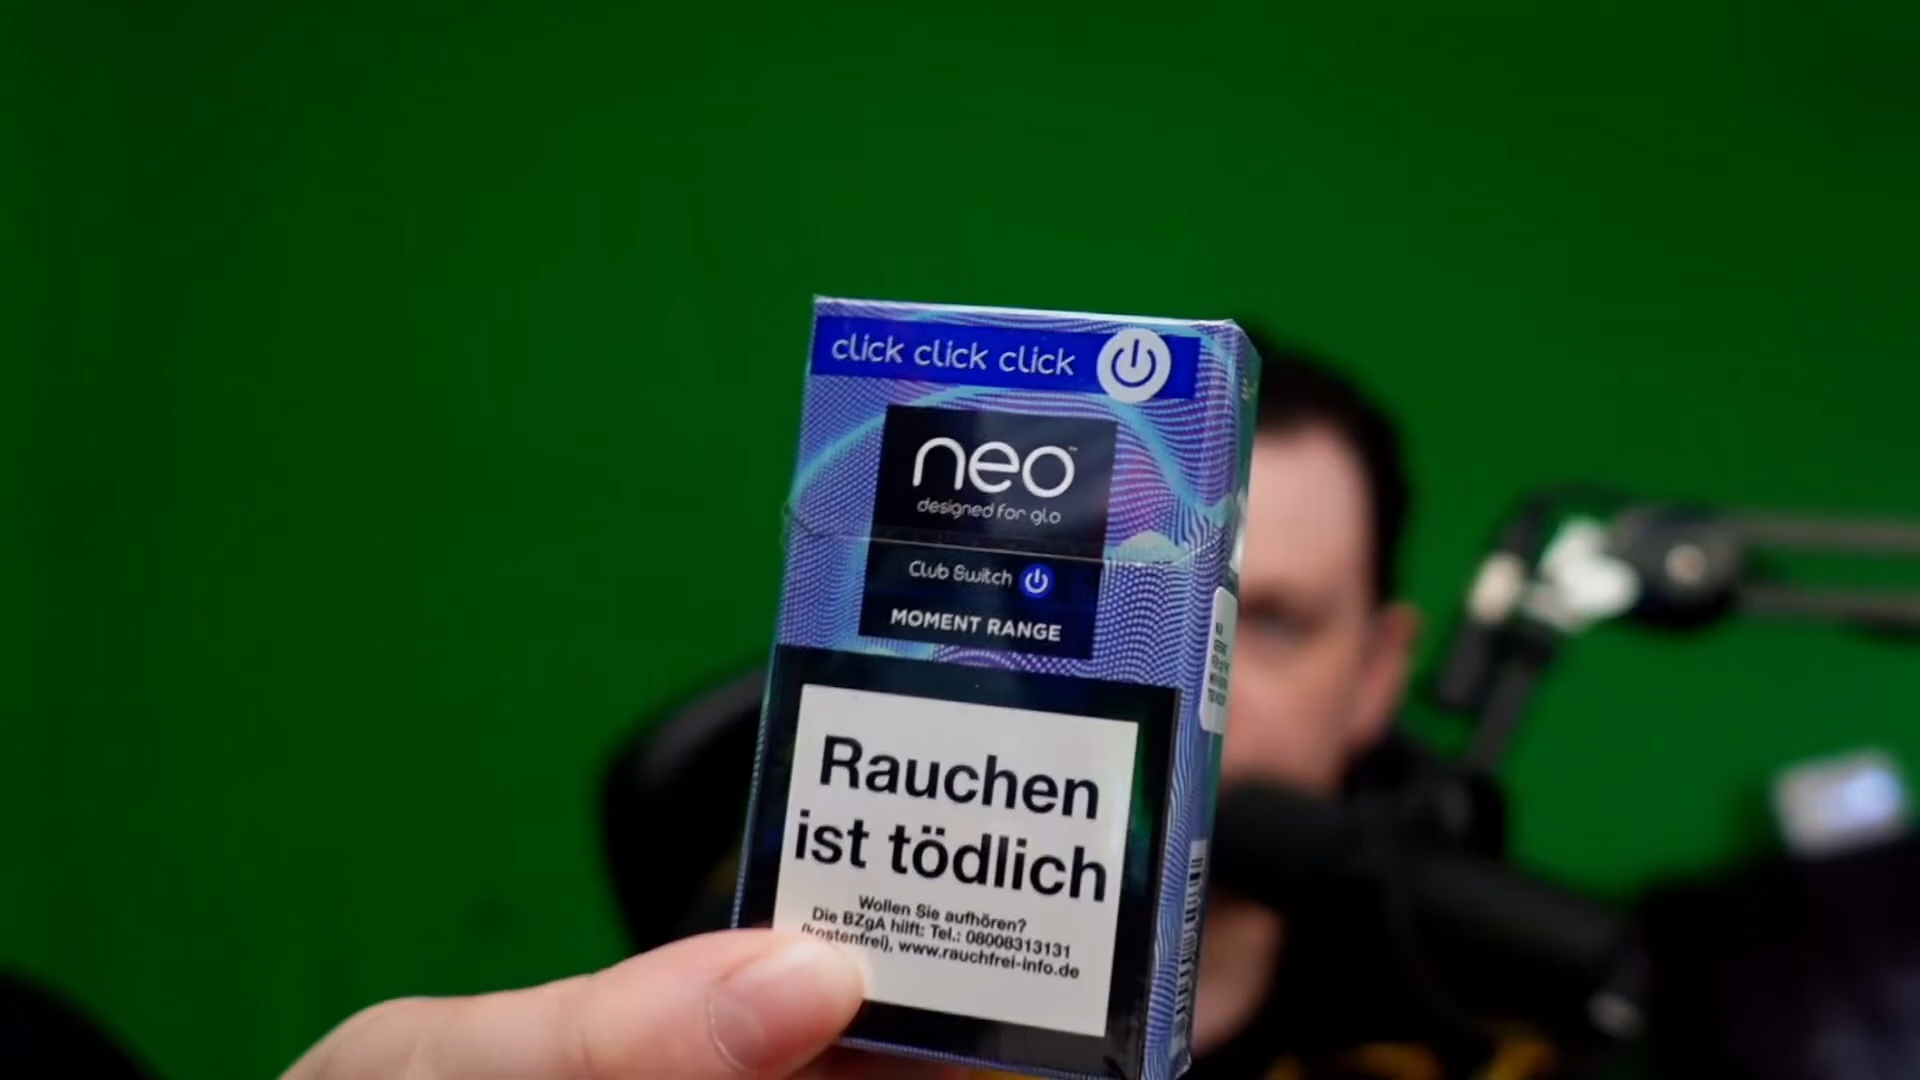 click click click
neo™
designed for glo
Club Switch
MOMENT RANGE
Rauchen
ist tödlich
Wollen Sie aufhören?
Die BZgA hilft: Tel.: 08008313131
(kostenfrei), www.rauchfrei-info.de